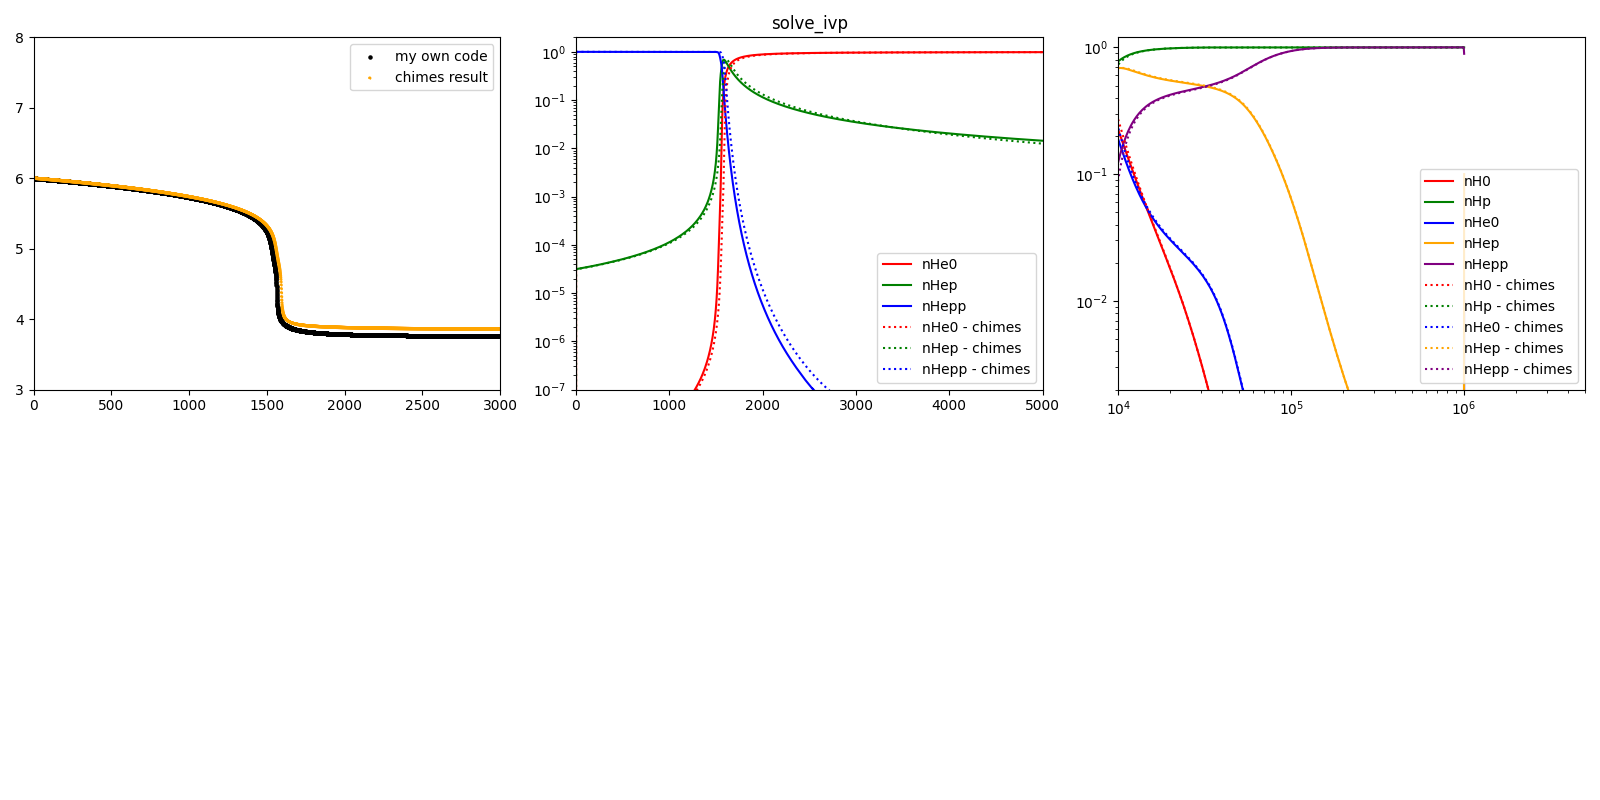 solve_ivp
8
7
6
5
4
3
0
500
1000
1500
2000
2500
3000
my own code
chimes result
10^0
10^-1
10^-2
10^-3
10^-4
10^-5
10^-6
10^-7
0
1000
2000
3000
4000
5000
nHe0
nHep
nHepp
nHe0 - chimes
nHep - chimes
nHepp - chimes
10^0
10^-1
10^-2
10^4
10^5
10^6
nH0
nHp
nHe0
nHep
nHepp
nH0 - chimes
nHp - chimes
nHe0 - chimes
nHep - chimes
nHepp - chimes